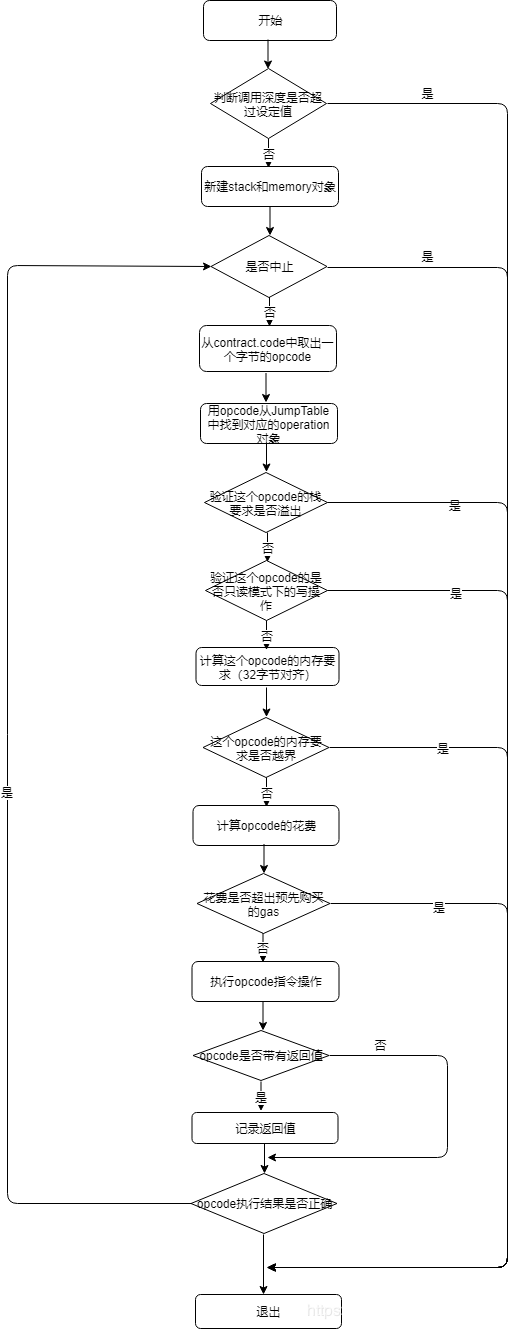 开始
判断调用深度是否超
过设定值
是
否
新建stack和memory对象
是否中止
是
否
从contract.code中取出一
个字节的opcode
用opcode从JumpTable
中找到对应的operation
对象
验证这个opcode的栈
要求是否溢出
是
否
验证这个opcode的是
否只读模式下的写操
作
是
否
计算这个opcode的内存要
求（32字节对齐）
这个opcode的内存要
求是否越界
是
否
是
计算opcode的花费
花费是否超出预先购买
的gas
是
否
执行opcode指令操作
opcode是否带有返回值
否
是
记录返回值
opcode执行结果是否正确
退出
https